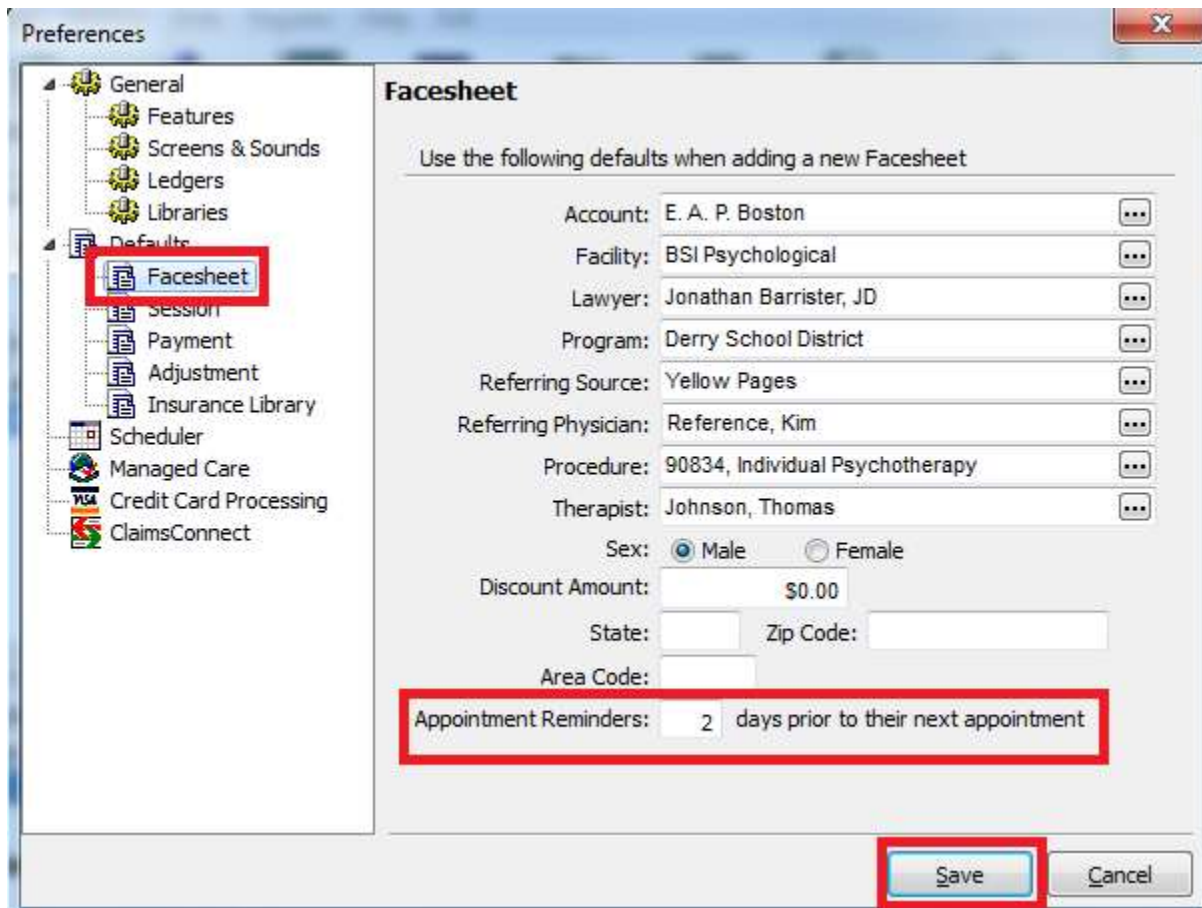 Preferences
General
Features
Screens & Sounds
Ledgers
Libraries
Defaults
Facesheet
Session
Payment
Adjustment
Insurance Library
Scheduler
Managed Care
VISA Credit Card Processing
ClaimsConnect
Facesheet
Use the following defaults when adding a new Facesheet
Account: E. A. P. Boston
Facility: BSI Psychological
Lawyer: Jonathan Barrister, JD
Program: Derry School District
Referring Source: Yellow Pages
Referring Physician: Reference, Kim
Procedure: 90834, Individual Psychotherapy
Therapist: Johnson, Thomas
Sex: Male Female
Discount Amount: $0.00
State: Zip Code:
Area Code:
Appointment Reminders: 2 days prior to their next appointment
Save Cancel